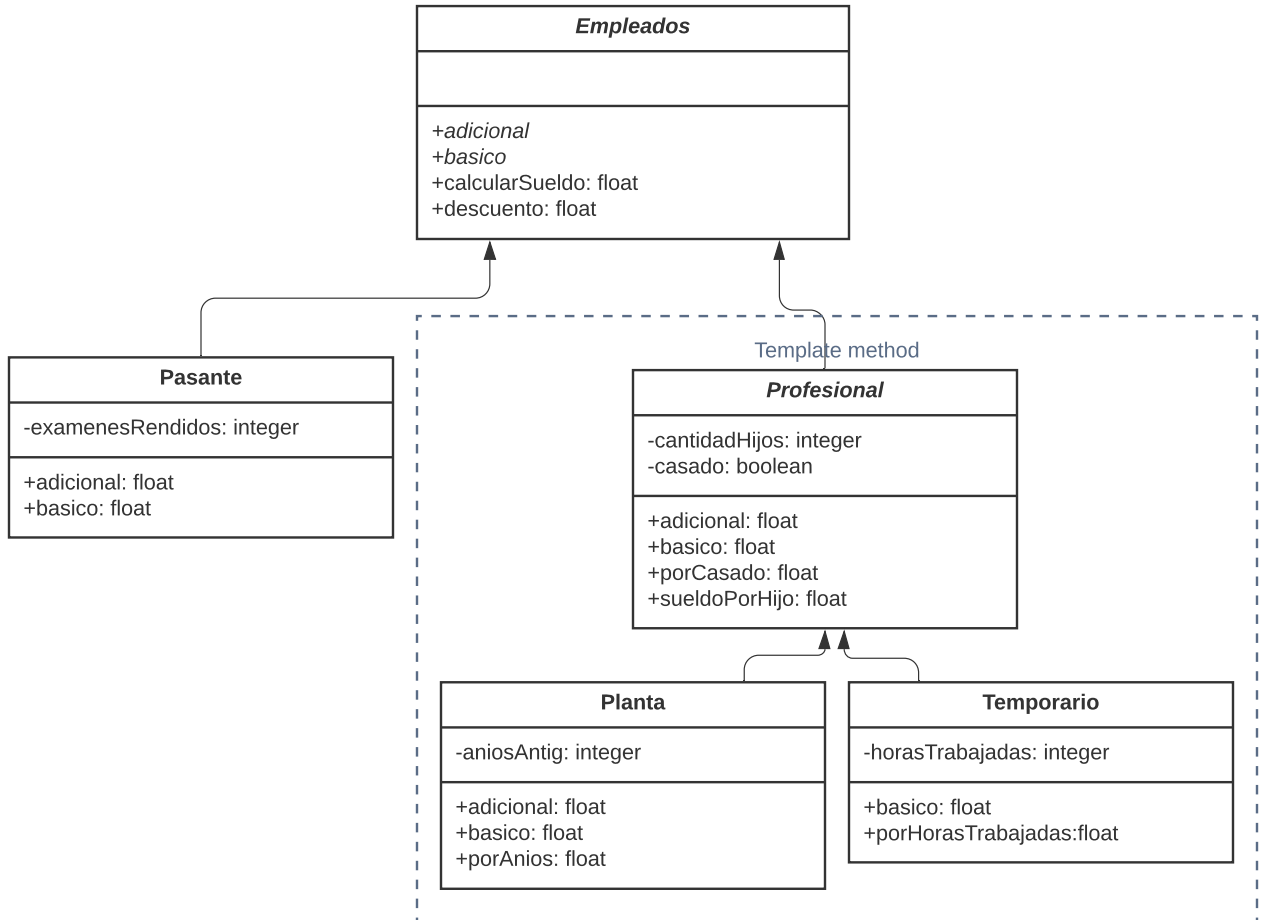 Empleados
+adicional
+basico
+calcularSueldo: float
+descuento: float
Pasante
-examenesRendidos: integer
+adicional: float
+basico: float
Template method
Profesional
-cantidadHijos: integer
-casado: boolean
+adicional: float
+basico: float
+porCasado: float
+sueldoPorHijo: float
Planta
-aniosAntig: integer
+adicional: float
+basico: float
+porAnios: float
Temporario
-horasTrabajadas: integer
+basico: float
+porHorasTrabajadas:float